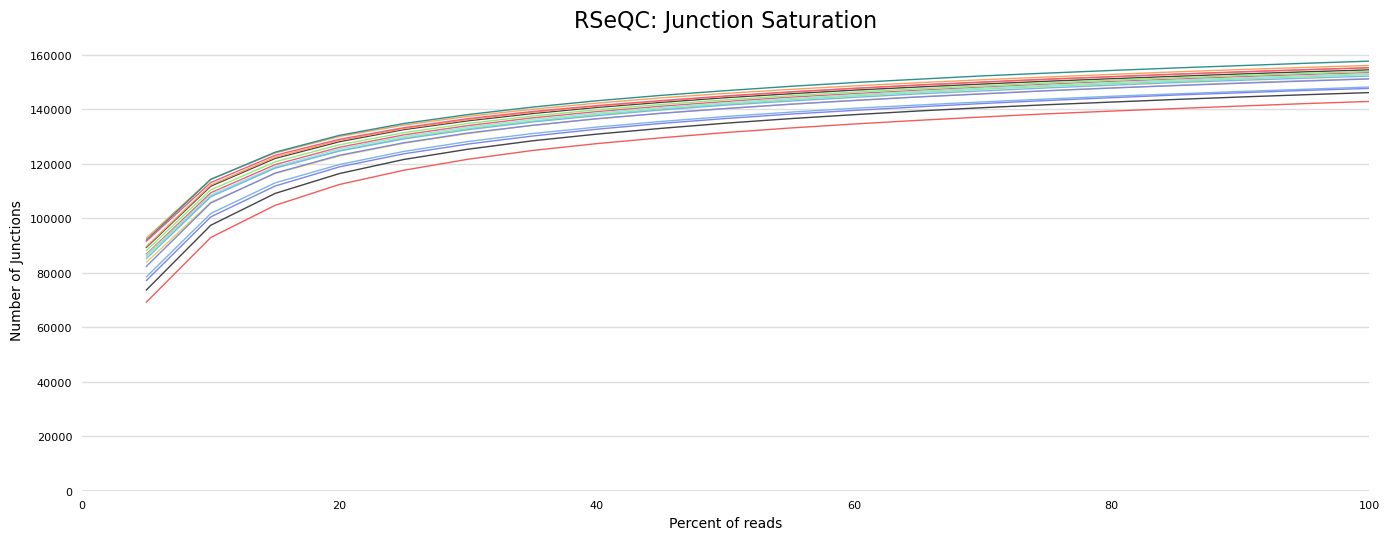 RSeQC: Junction Saturation
Number of Junctions
160000
140000
120000
100000
80000
60000
40000
20000
0
0 20 40 60 80 100
Percent of reads